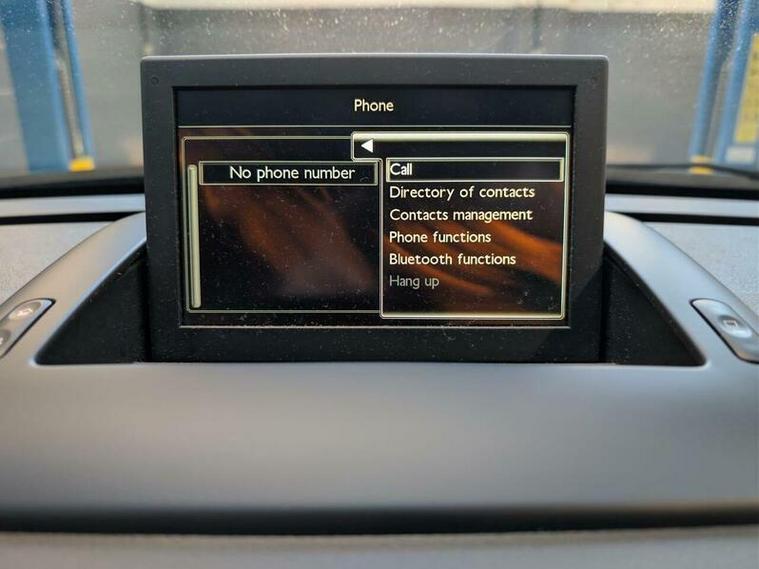 Phone
No phone number
Call
Directory of contacts
Contacts management
Phone functions
Bluetooth functions
Hang up